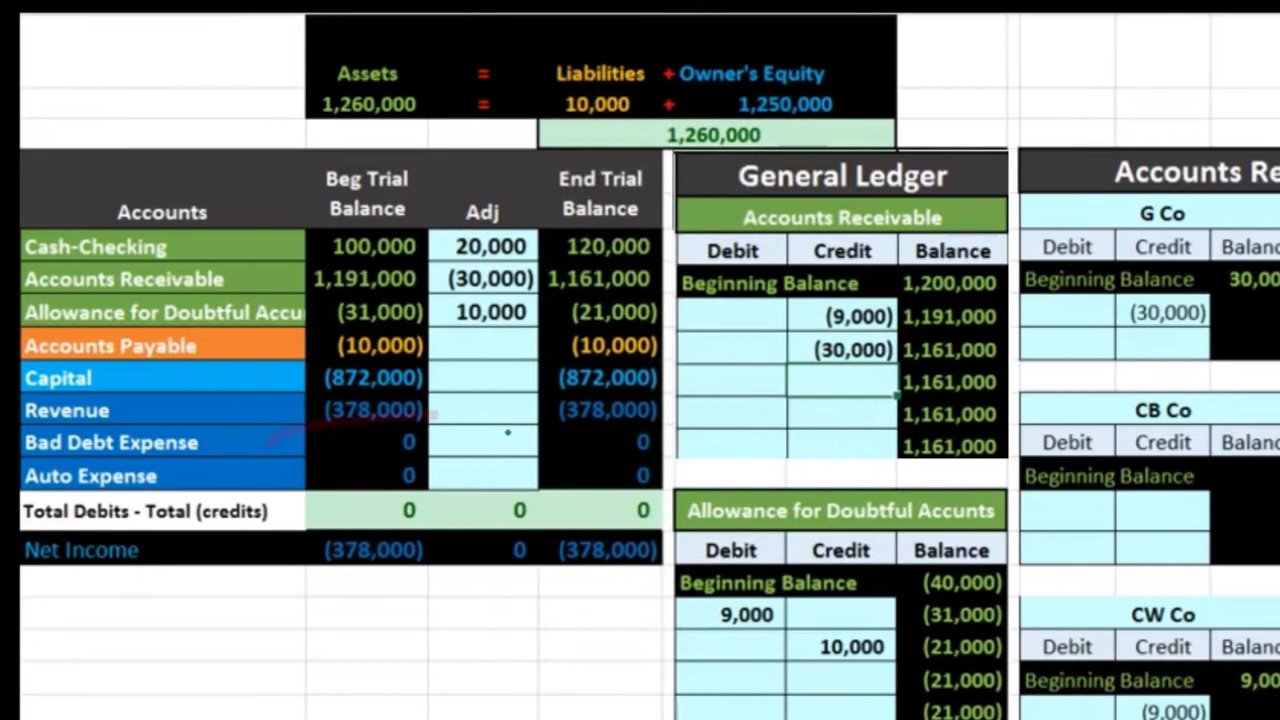 Assets = Liabilities + Owner's Equity
1,260,000 = 10,000 + 1,250,000
1,260,000
Accounts Beg Trial Balance Adj End Trial Balance
Cash-Checking 100,000 20,000 120,000
Accounts Receivable 1,191,000 (30,000) 1,161,000
Allowance for Doubtful Accu (31,000) 10,000 (21,000)
Accounts Payable (10,000) (10,000)
Capital (872,000) (872,000)
Revenue (378,000) (378,000)
Bad Debt Expense 0 0
Auto Expense 0 0
Total Debits - Total (credits) 0 0 0
Net Income (378,000) 0 (378,000)
General Ledger
Accounts Receivable
Debit Credit Balance
Beginning Balance 1,200,000
(9,000) 1,191,000
(30,000) 1,161,000
1,161,000
1,161,000
1,161,000
Allowance for Doubtful Accunts
Debit Credit Balance
Beginning Balance (40,000)
9,000 (31,000)
10,000 (21,000)
(21,000)
(21,000)
Accounts Re
G Co
Debit Credit Balanc
Beginning Balance 30,00
(30,000)
CB Co
Debit Credit Balanc
Beginning Balance
CW Co
Debit Credit Balanc
Beginning Balance 9,00
(9,000)